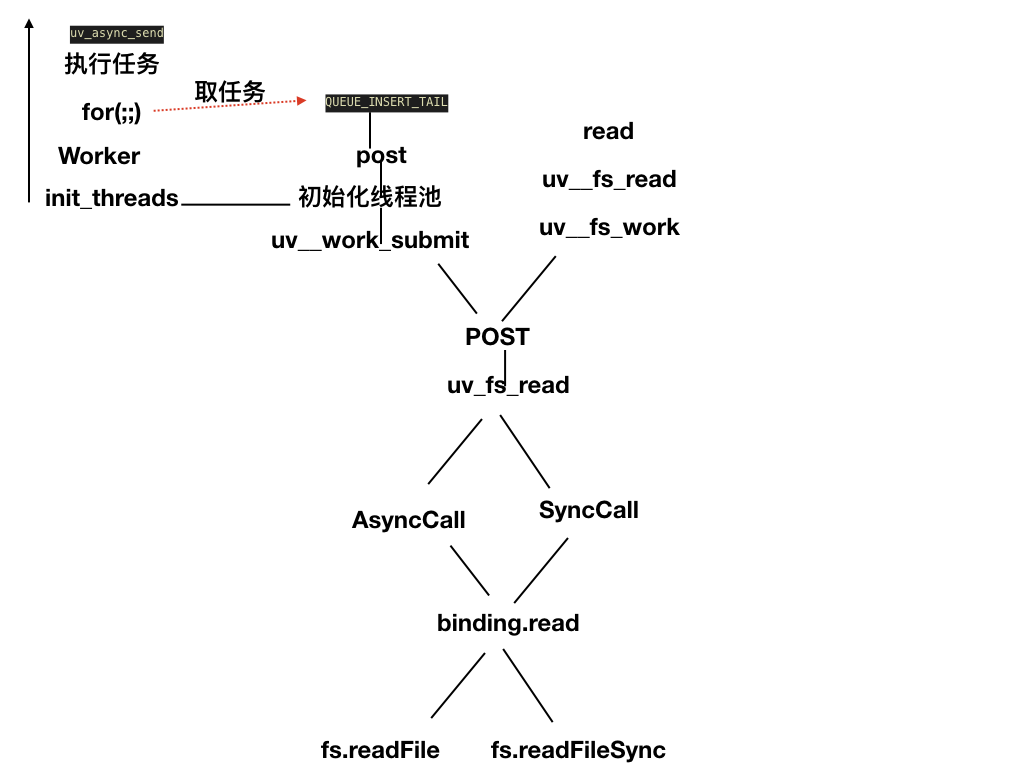 uv_async_send
执行任务
取任务
for(;;)
QUEUE_INSERT_TAIL
read
Worker
post
uv__fs_read
init_threads
初始化线程池
uv__fs_work
uv__work_submit
POST
uv_fs_read
AsyncCall
SyncCall
binding.read
fs.readFile
fs.readFileSync